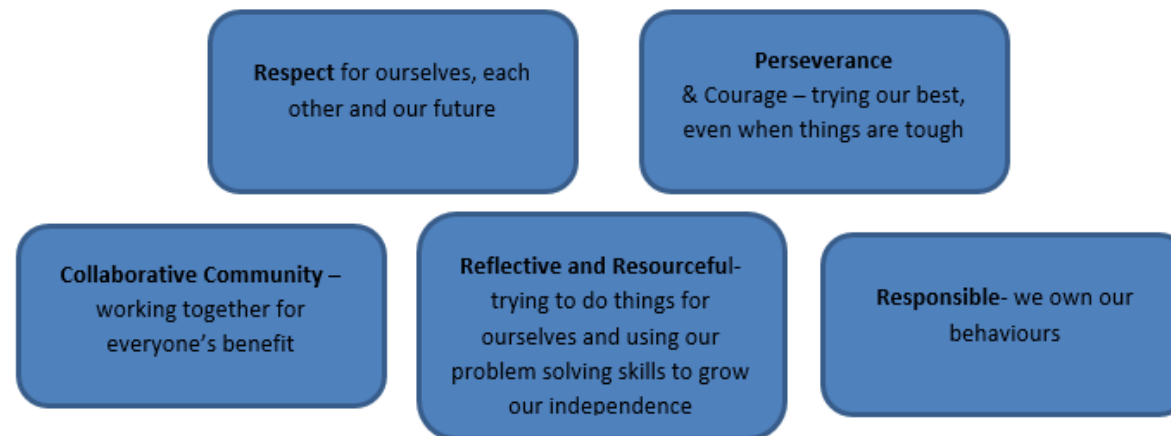 Respect for ourselves, each
other and our future
Perseverance
& Courage – trying our best,
even when things are tough
Collaborative Community –
working together for
everyone’s benefit
Reflective and Resourceful-
trying to do things for
ourselves and using our
problem solving skills to grow
our independence
Responsible- we own our
behaviours